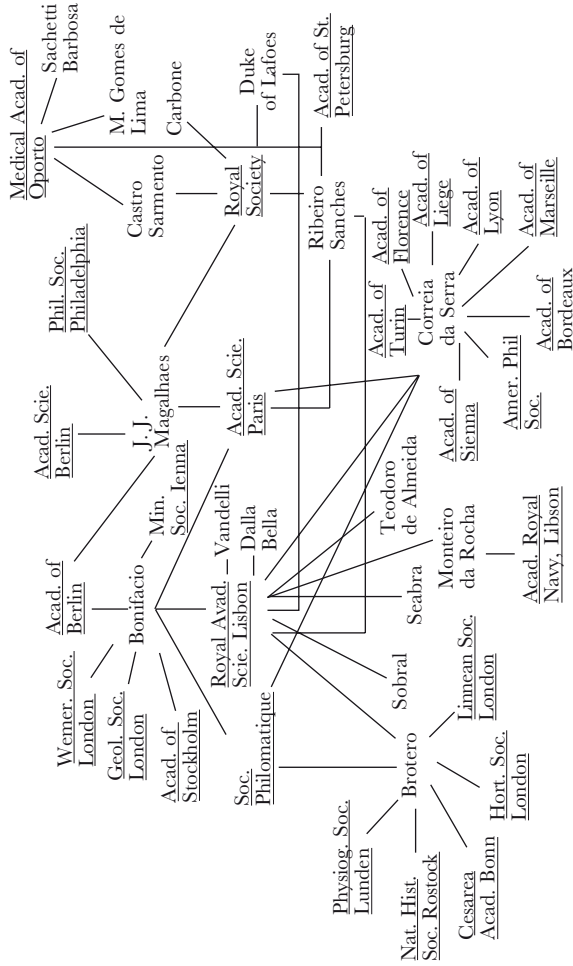 Medical Acad. of
Oporto
Sachetti
Barbosa
M. Gomes de
Lima
Carbone
Castro
Sarmento
Royal
Society
Duke
of Lafoes
Acad. of St.
Petersburg
Ribeiro
Sanches
Phil. Soc.
Philadelphia
Acad. Scie.
Berlin
J.J.
Magalhaes
Acad. Scie.
Paris
Acad. of
Berlin
Min.
Soc. Ienna
Bonifacio
Werner. Soc.
London
Geol. Soc.
London
Acad. of
Stockholm
Royal Avad.
Scie. Lisbon
Vandelli
Dalla
Bella
Soc.
Philomatique
Acad. of
Turin
Acad. of
Florence
Acad. of
Liege
Acad. of
Lyon
Acad. of
Marseille
Correia
da Serra
Acad. of
Sienna
Amer. Phil
Soc.
Acad. of
Bordeaux
Teodoro
de Almeida
Monteiro
da Rocha
Acad. Royal
Navy, Libson
Seabra
Sobral
Brotero
Physiog. Soc.
Lunden
Nat. Hist.
Soc. Rostock
Cesarea
Acad. Bonn
Hort. Soc.
London
Linnean Soc.
London